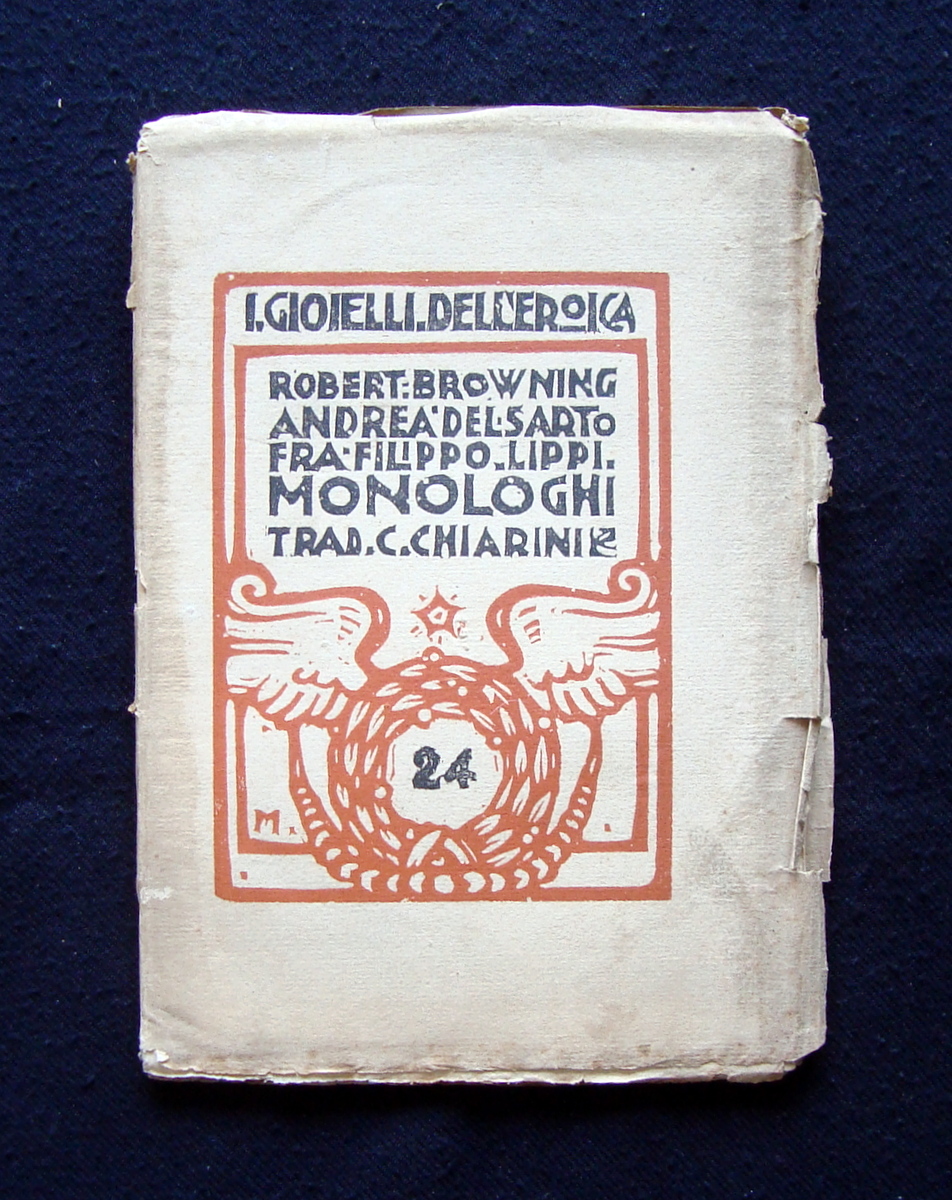 I.GIOIELLI.DELL'EROICA
ROBERT:BROWNING
ANDREA·DEL·SARTO
FRA·FILIPPO.LIPPI.
MONOLOGHI
TRAD.C.CHIARINI
24
M.